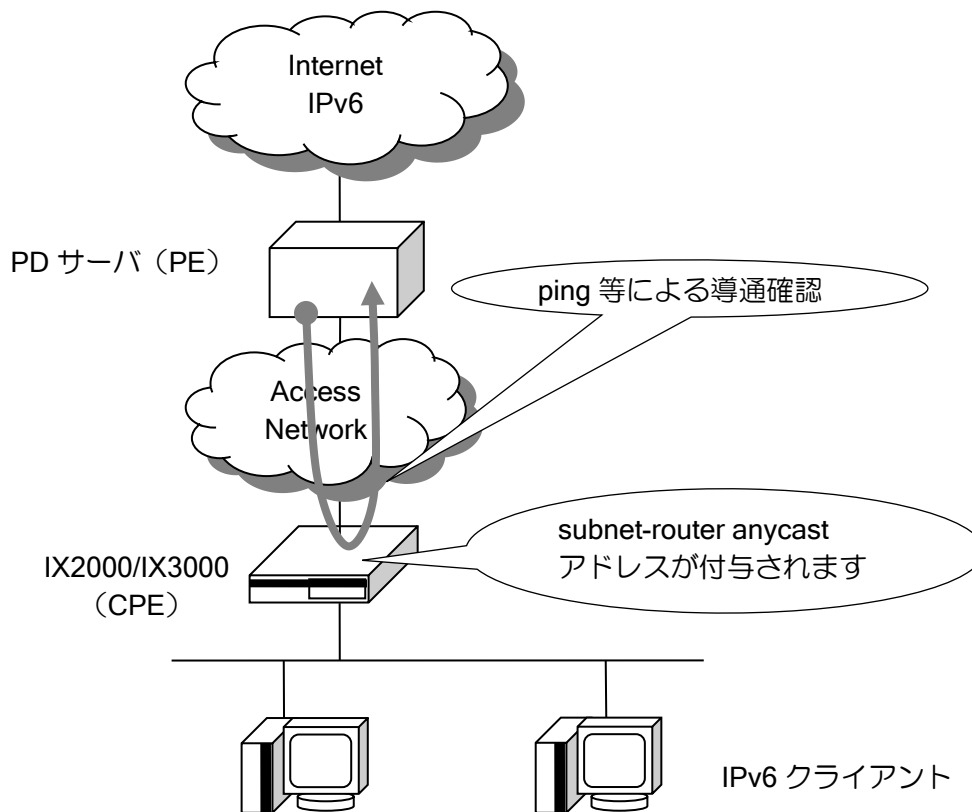 Internet
IPv6
PD サーバ（PE）
ping 等による導通確認
Access
Network
subnet-router anycast
アドレスが付与されます
IX2000/IX3000
（CPE）
IPv6 クライアント